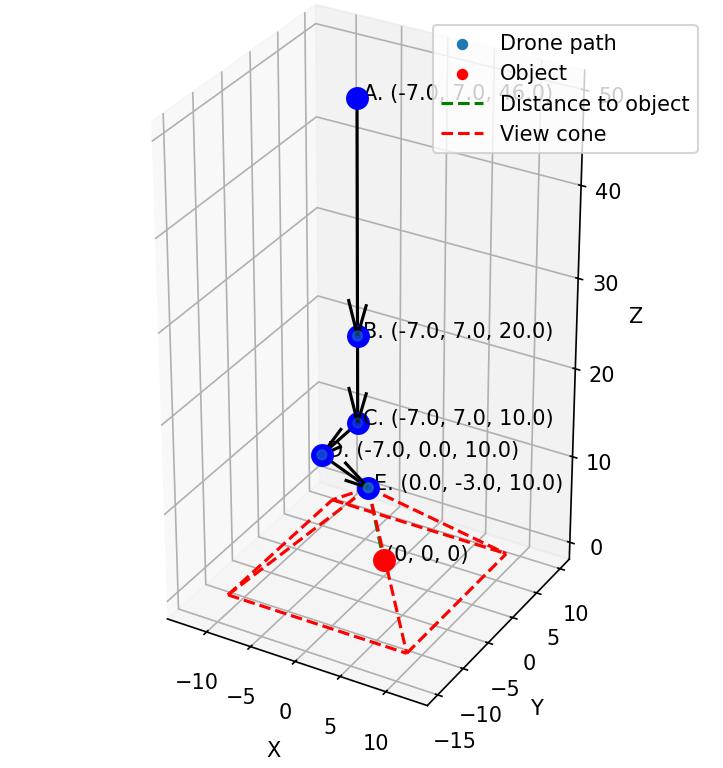 Drone path
Object
Distance to object
View cone
A. (-7.0, 7.0, 46.0)
B. (-7.0, 7.0, 20.0)
C. (-7.0, 7.0, 10.0)
D. (-7.0, 0.0, 10.0)
E. (0.0, -3.0, 10.0)
(0, 0, 0)
50
40
30
20
10
0
Z
−10
−5
0
5
10
X
10
5
0
−5
−10
−15
Y